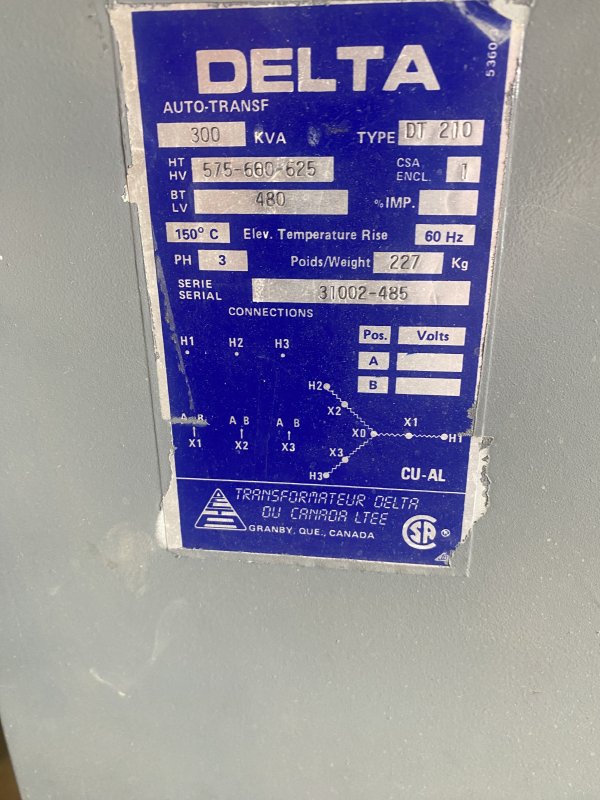 53602
DELTA
AUTO-TRANSF
300 KVA TYPE DT 210
HT HV 575-600-625 CSA ENCL. 1
BT LV 480 % IMP.
150° C Elev. Temperature Rise 60 Hz
PH 3 Poids/Weight 227 Kg
SERIE SERIAL 31002-485
CONNECTIONS
Pos. Volts
A
B
H1 H2 H3
H2
X2
X0 X1 H1
X3
H3
A B A B A B
X1 X2 X3
CU-AL
TRANSFORMATEUR DELTA
DU CANADA LTEE
GRANBY, QUE., CANADA
CSA ®